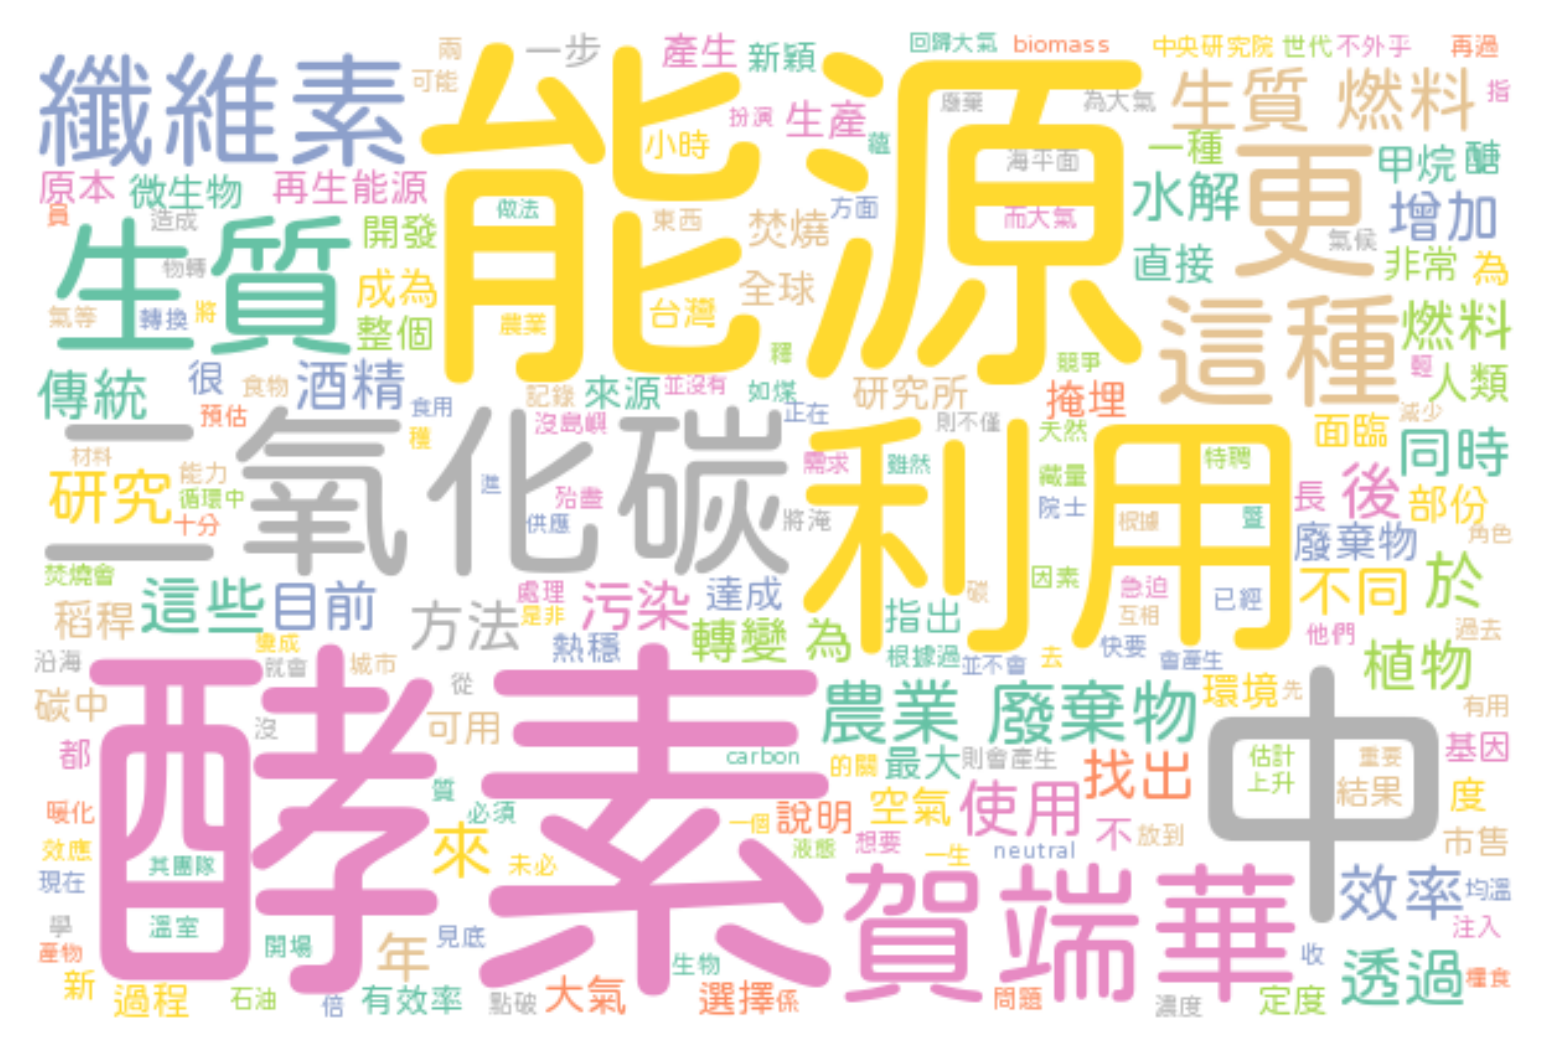 兩 一步 產生 新穎 回歸大氣 biomass 中央研究院 世代 不外乎 再過
纖維素 可能 能源 扮演 生產 廢棄 為大氣 生質 燃料 指
小時 蘊 海平面 一種 更 甲烷 醣
原本 微生物 再生能源 做法 東西 焚燒 方面 而大氣 水解 增加
員 造成 生質 開發 氣候 直接 非常 為
物轉 成為 全球 這種
氣等 轉換 將 整個 農業 台灣 燃料
釋 競爭 輕
傳統 很 食物 酒精 食用 記錄 來源 並沒有 如煤 研究所 掩埋 人類
預估 二氧化碳 沒島嶼 正在 則不僅 利用 天然 面臨 減少 同時
材料 穫 需求 雖然 特聘
研究 能力 循環中 進 殆盡 藏量 長 後 部份
十分 供應 將淹 院士 根據 暨 廢棄物 角色
焚燒會 這些 目前 處理 污染 達成 碳 因素 急迫 已經 不同 於
稻稈 方法 是非 指出 互相 他們 過去
變成 熱穩 轉變 為 根據過 並不會 去 快要 會產生 植物
沿海 就會 城市 從 酵素 農業 廢棄物 環境 先 中
碳中 沒 可用 有用
都 carbon 的關 最大 則會產生 找出 估計 重要 基因
質 上升 結果 度
暖化 必須 一個 說明 空氣 使用 不 放到
效應 來 液態 想要 市售
其團隊 未必 一生 neutral
現在 賀端華 效率 均溫
學 溫室 開場 年 見底 注入
產物 生物 收 透過 糧食
新 過程 石油 倍 有效率 點破 大氣 選擇 係 問題 濃度 定度